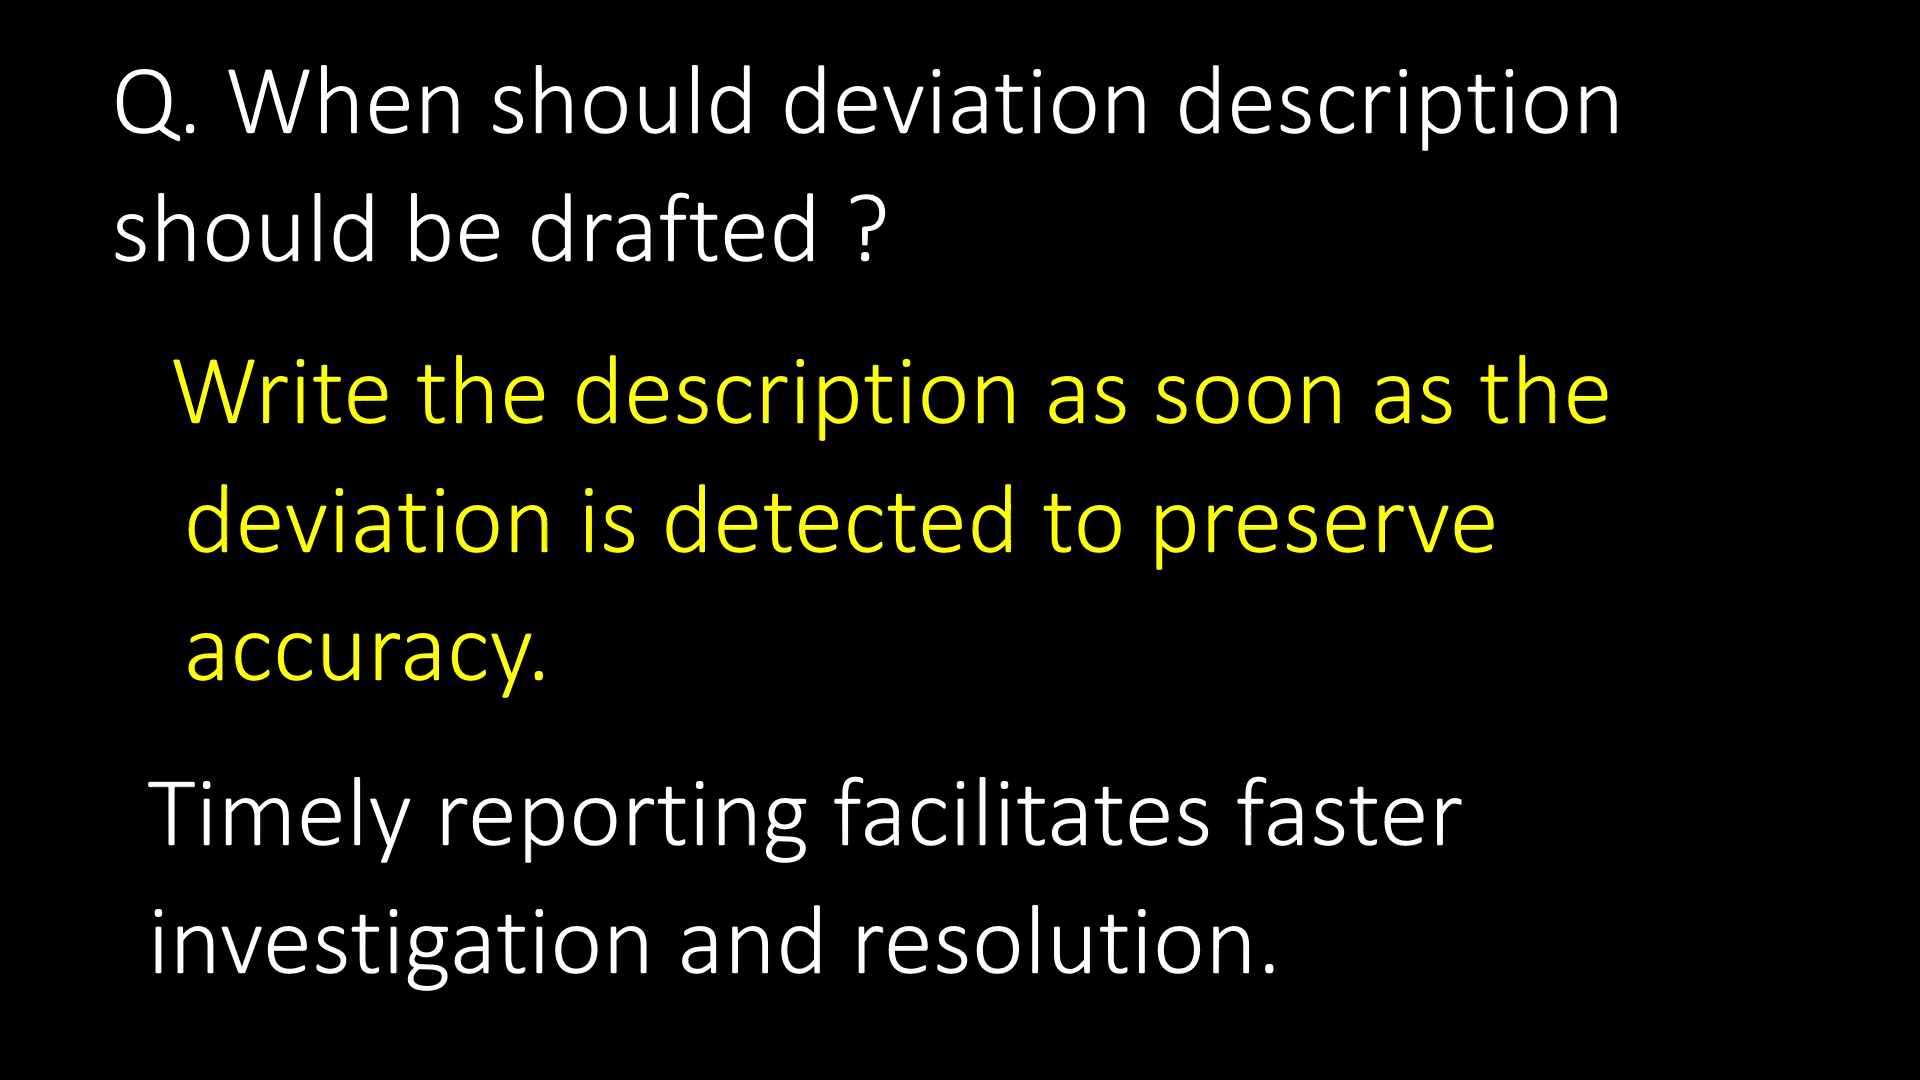 Q. When should deviation description
should be drafted ?
Write the description as soon as the
deviation is detected to preserve
accuracy.
Timely reporting facilitates faster
investigation and resolution.